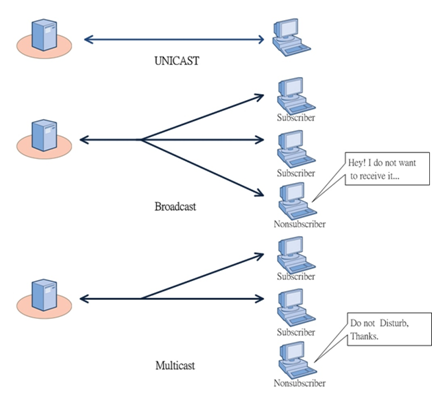 UNICAST
Subscriber
Subscriber
Hey! I do not want
to receive it...
Broadcast
Nonsubscriber
Subscriber
Subscriber
Do not Disturb,
Thanks.
Multicast
Nonsubscriber